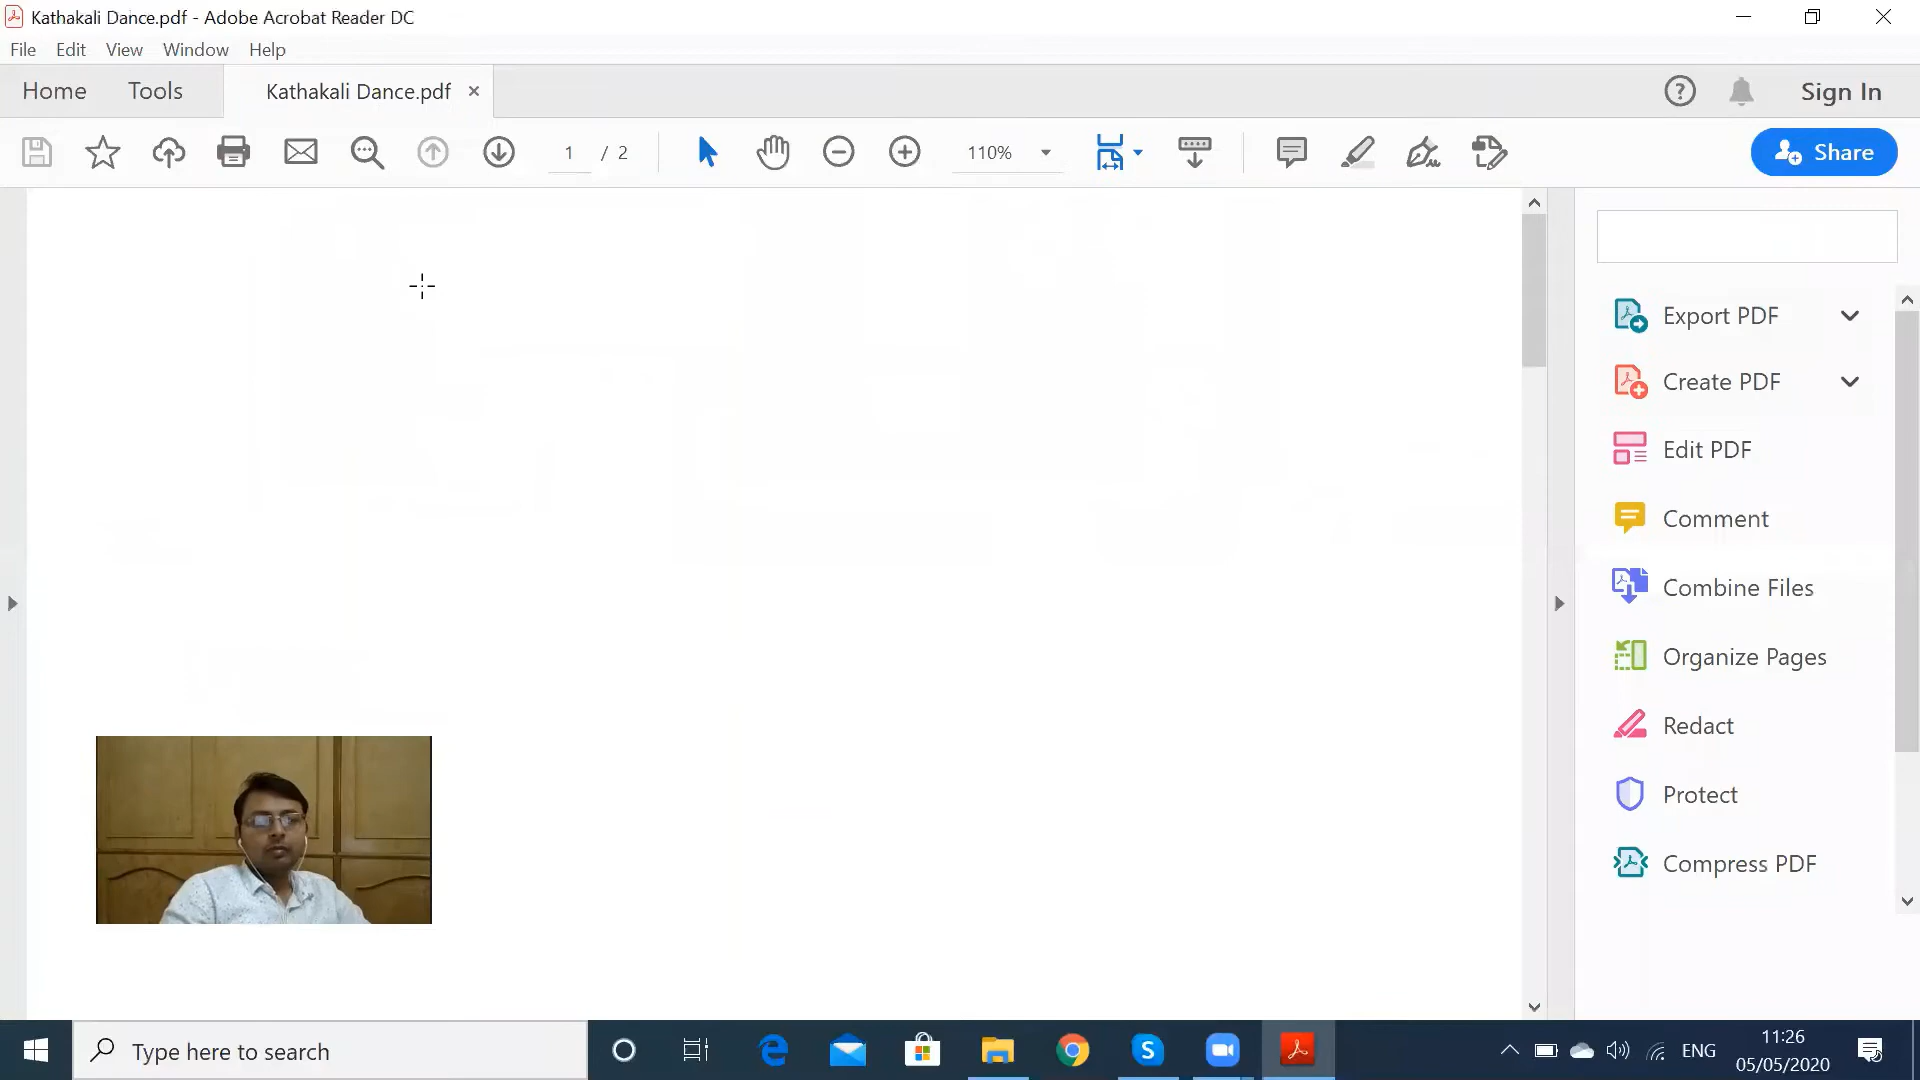 Kathakali Dance.pdf - Adobe Acrobat Reader DC
File Edit View Window Help
Home Tools Kathakali Dance.pdf × ? Sign In
1 / 2 110% Share
Export PDF
Create PDF
Edit PDF
Comment
Combine Files
Organize Pages
Redact
Protect
Compress PDF
Type here to search
ENG
11:26
05/05/2020